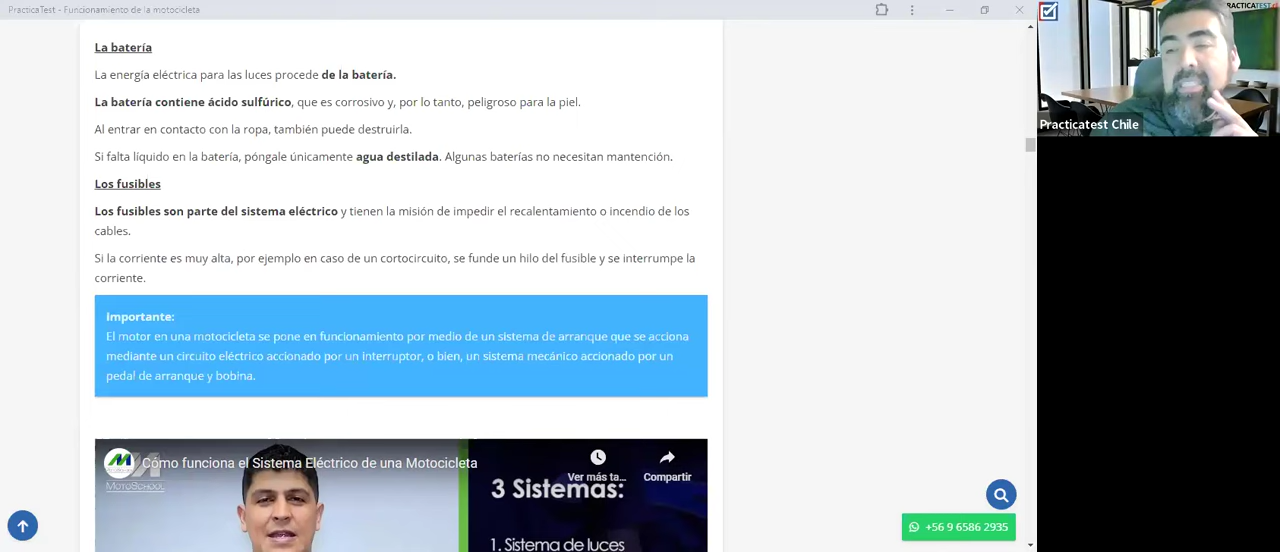 PracticaTest - Funcionamiento de la motocicleta
La batería
La energía eléctrica para las luces procede de la batería.
La batería contiene ácido sulfúrico, que es corrosivo y, por lo tanto, peligroso para la piel.
Al entrar en contacto con la ropa, también puede destruirla.
Si falta líquido en la batería, póngale únicamente agua destilada. Algunas baterías no necesitan mantención.
Los fusibles
Los fusibles son parte del sistema eléctrico y tienen la misión de impedir el recalentamiento o incendio de los
cables.
Si la corriente es muy alta, por ejemplo en caso de un cortocircuito, se funde un hilo del fusible y se interrumpe la
corriente.
Importante:
El motor en una motocicleta se pone en funcionamiento por medio de un sistema de arranque que se acciona
mediante un circuito eléctrico accionado por un interruptor, o bien, un sistema mecánico accionado por un
pedal de arranque y bobina.
Cómo funciona el Sistema Eléctrico de una Motocicleta
MOTOSCHOOL
Ver más ta...
Compartir
3 Sistemas:
1. Sistema de luces
+56 9 6586 2935
Practicatest Chile